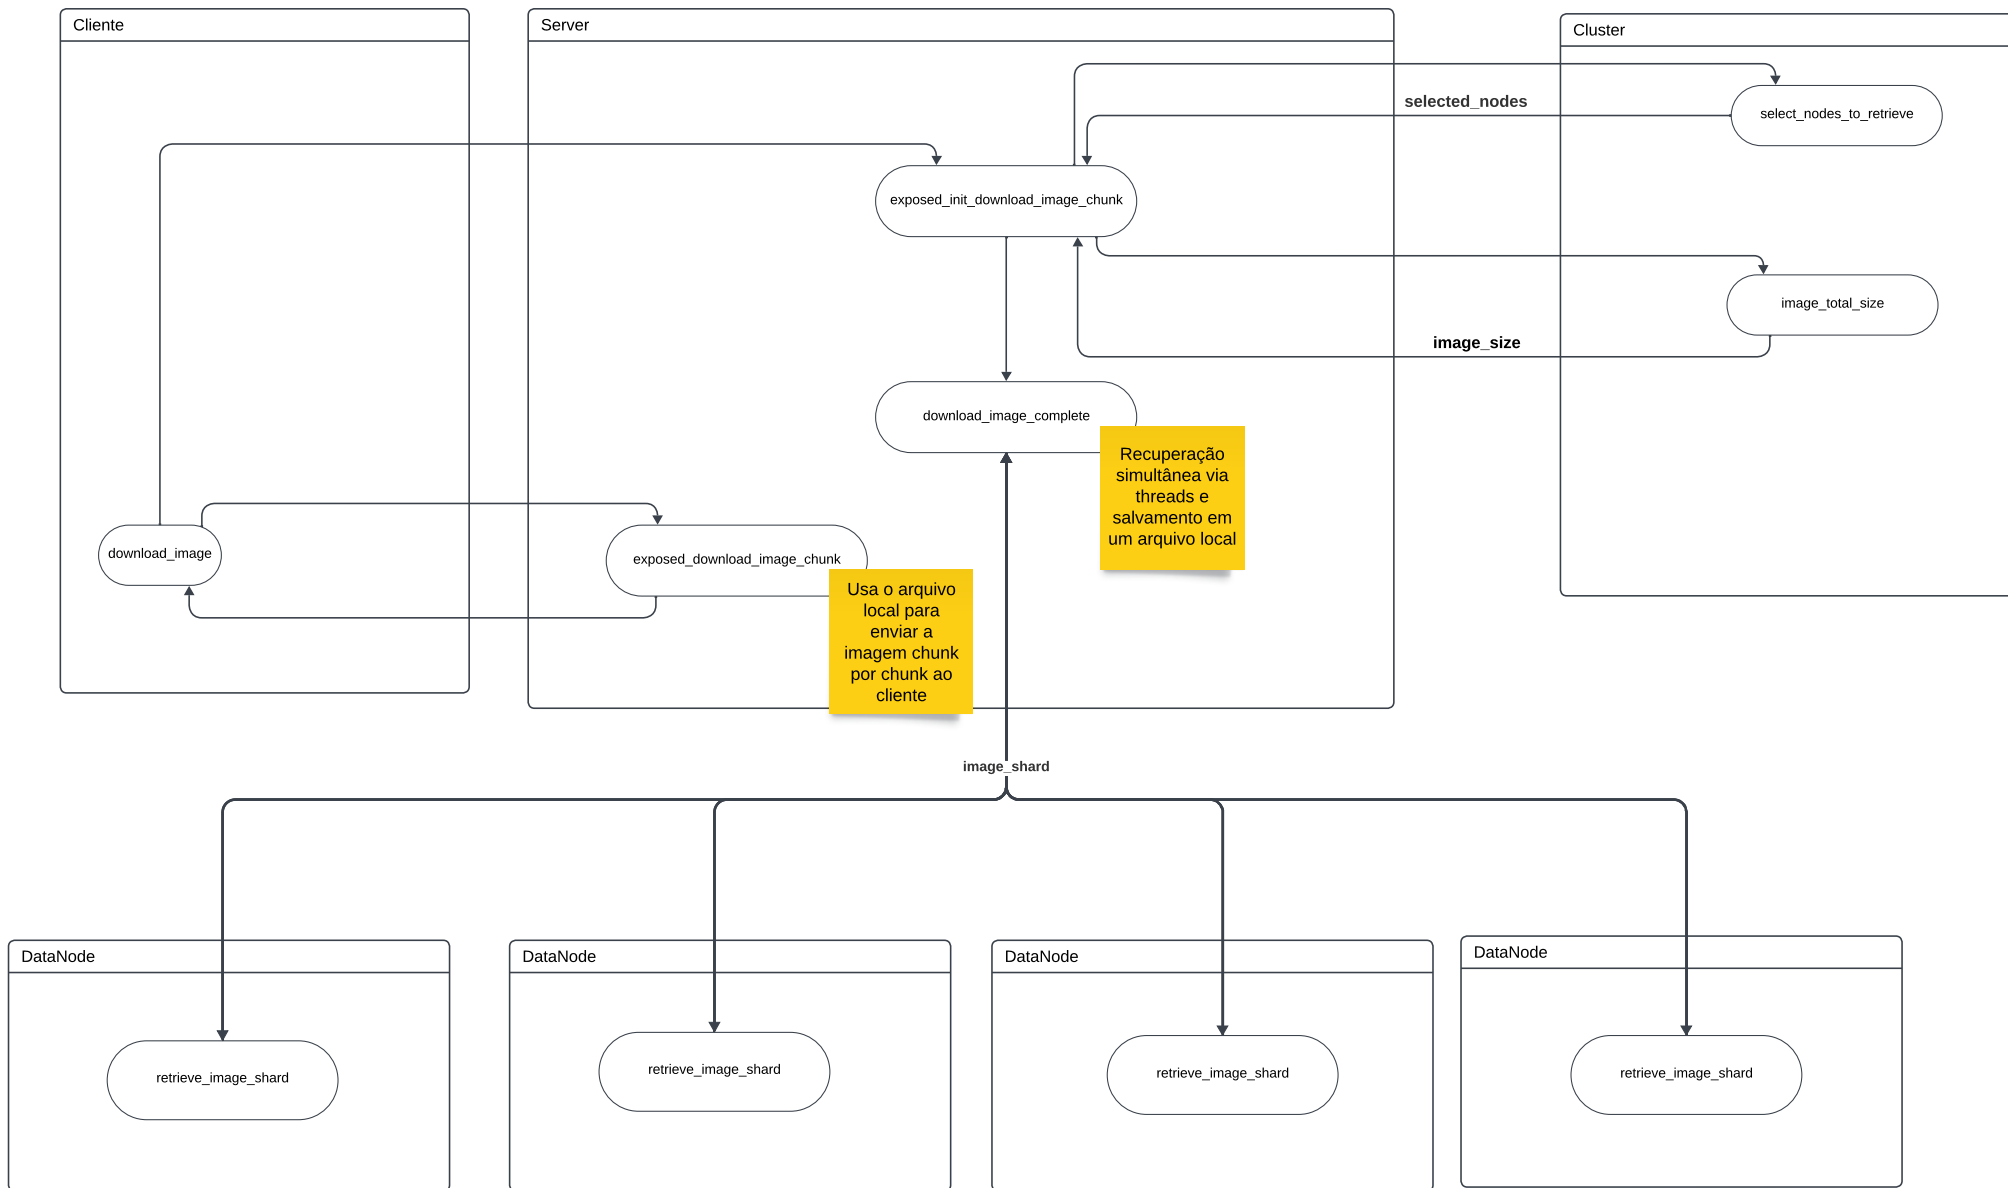 Cliente
Server
Cluster
selected_nodes
select_nodes_to_retrieve
exposed_init_download_image_chunk
image_total_size
image_size
download_image_complete
Recuperação
simultânea via
threads e
salvamento em
um arquivo local
download_image
exposed_download_image_chunk
Usa o arquivo
local para
enviar a
imagem chunk
por chunk ao
cliente
image_shard
DataNode
DataNode
DataNode
DataNode
retrieve_image_shard
retrieve_image_shard
retrieve_image_shard
retrieve_image_shard